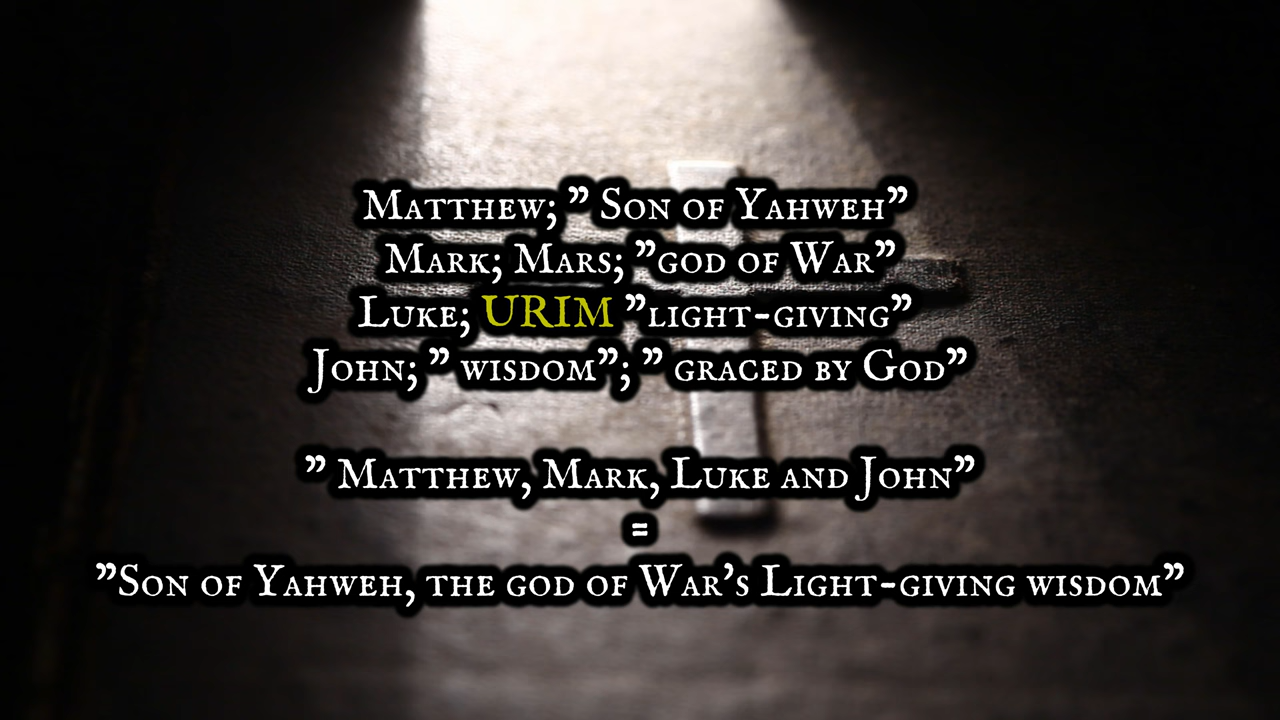 Matthew; ” Son of Yahweh”
Mark; Mars; ”god of War”
Luke; URIM ”light-giving”
John; ” wisdom”; ” graced by God”
” Matthew, Mark, Luke and John”
=
”Son of Yahweh, the god of War’s Light-giving wisdom”